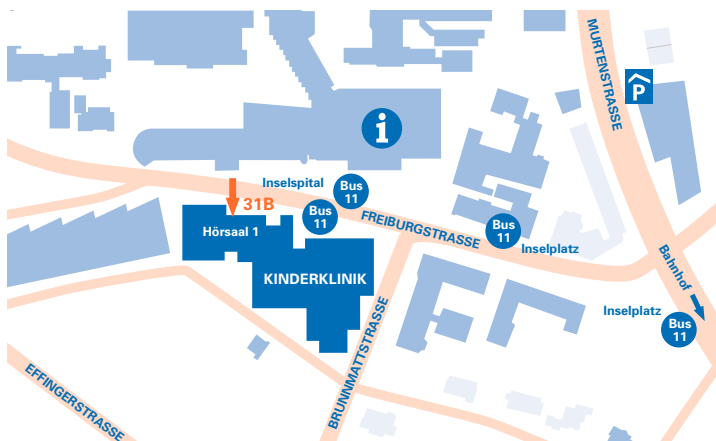 MURTENSTRASSE
P
i
Inselspital
Bus
11
31B
Bus
11
Hörsaal 1
FREIBURGSTRASSE
Bus
11
Inselplatz
Bahnhof
KINDERKLINIK
Inselplatz
Bus
11
BRUNNMATTSTRASSE
EFFINGERSTRASSE